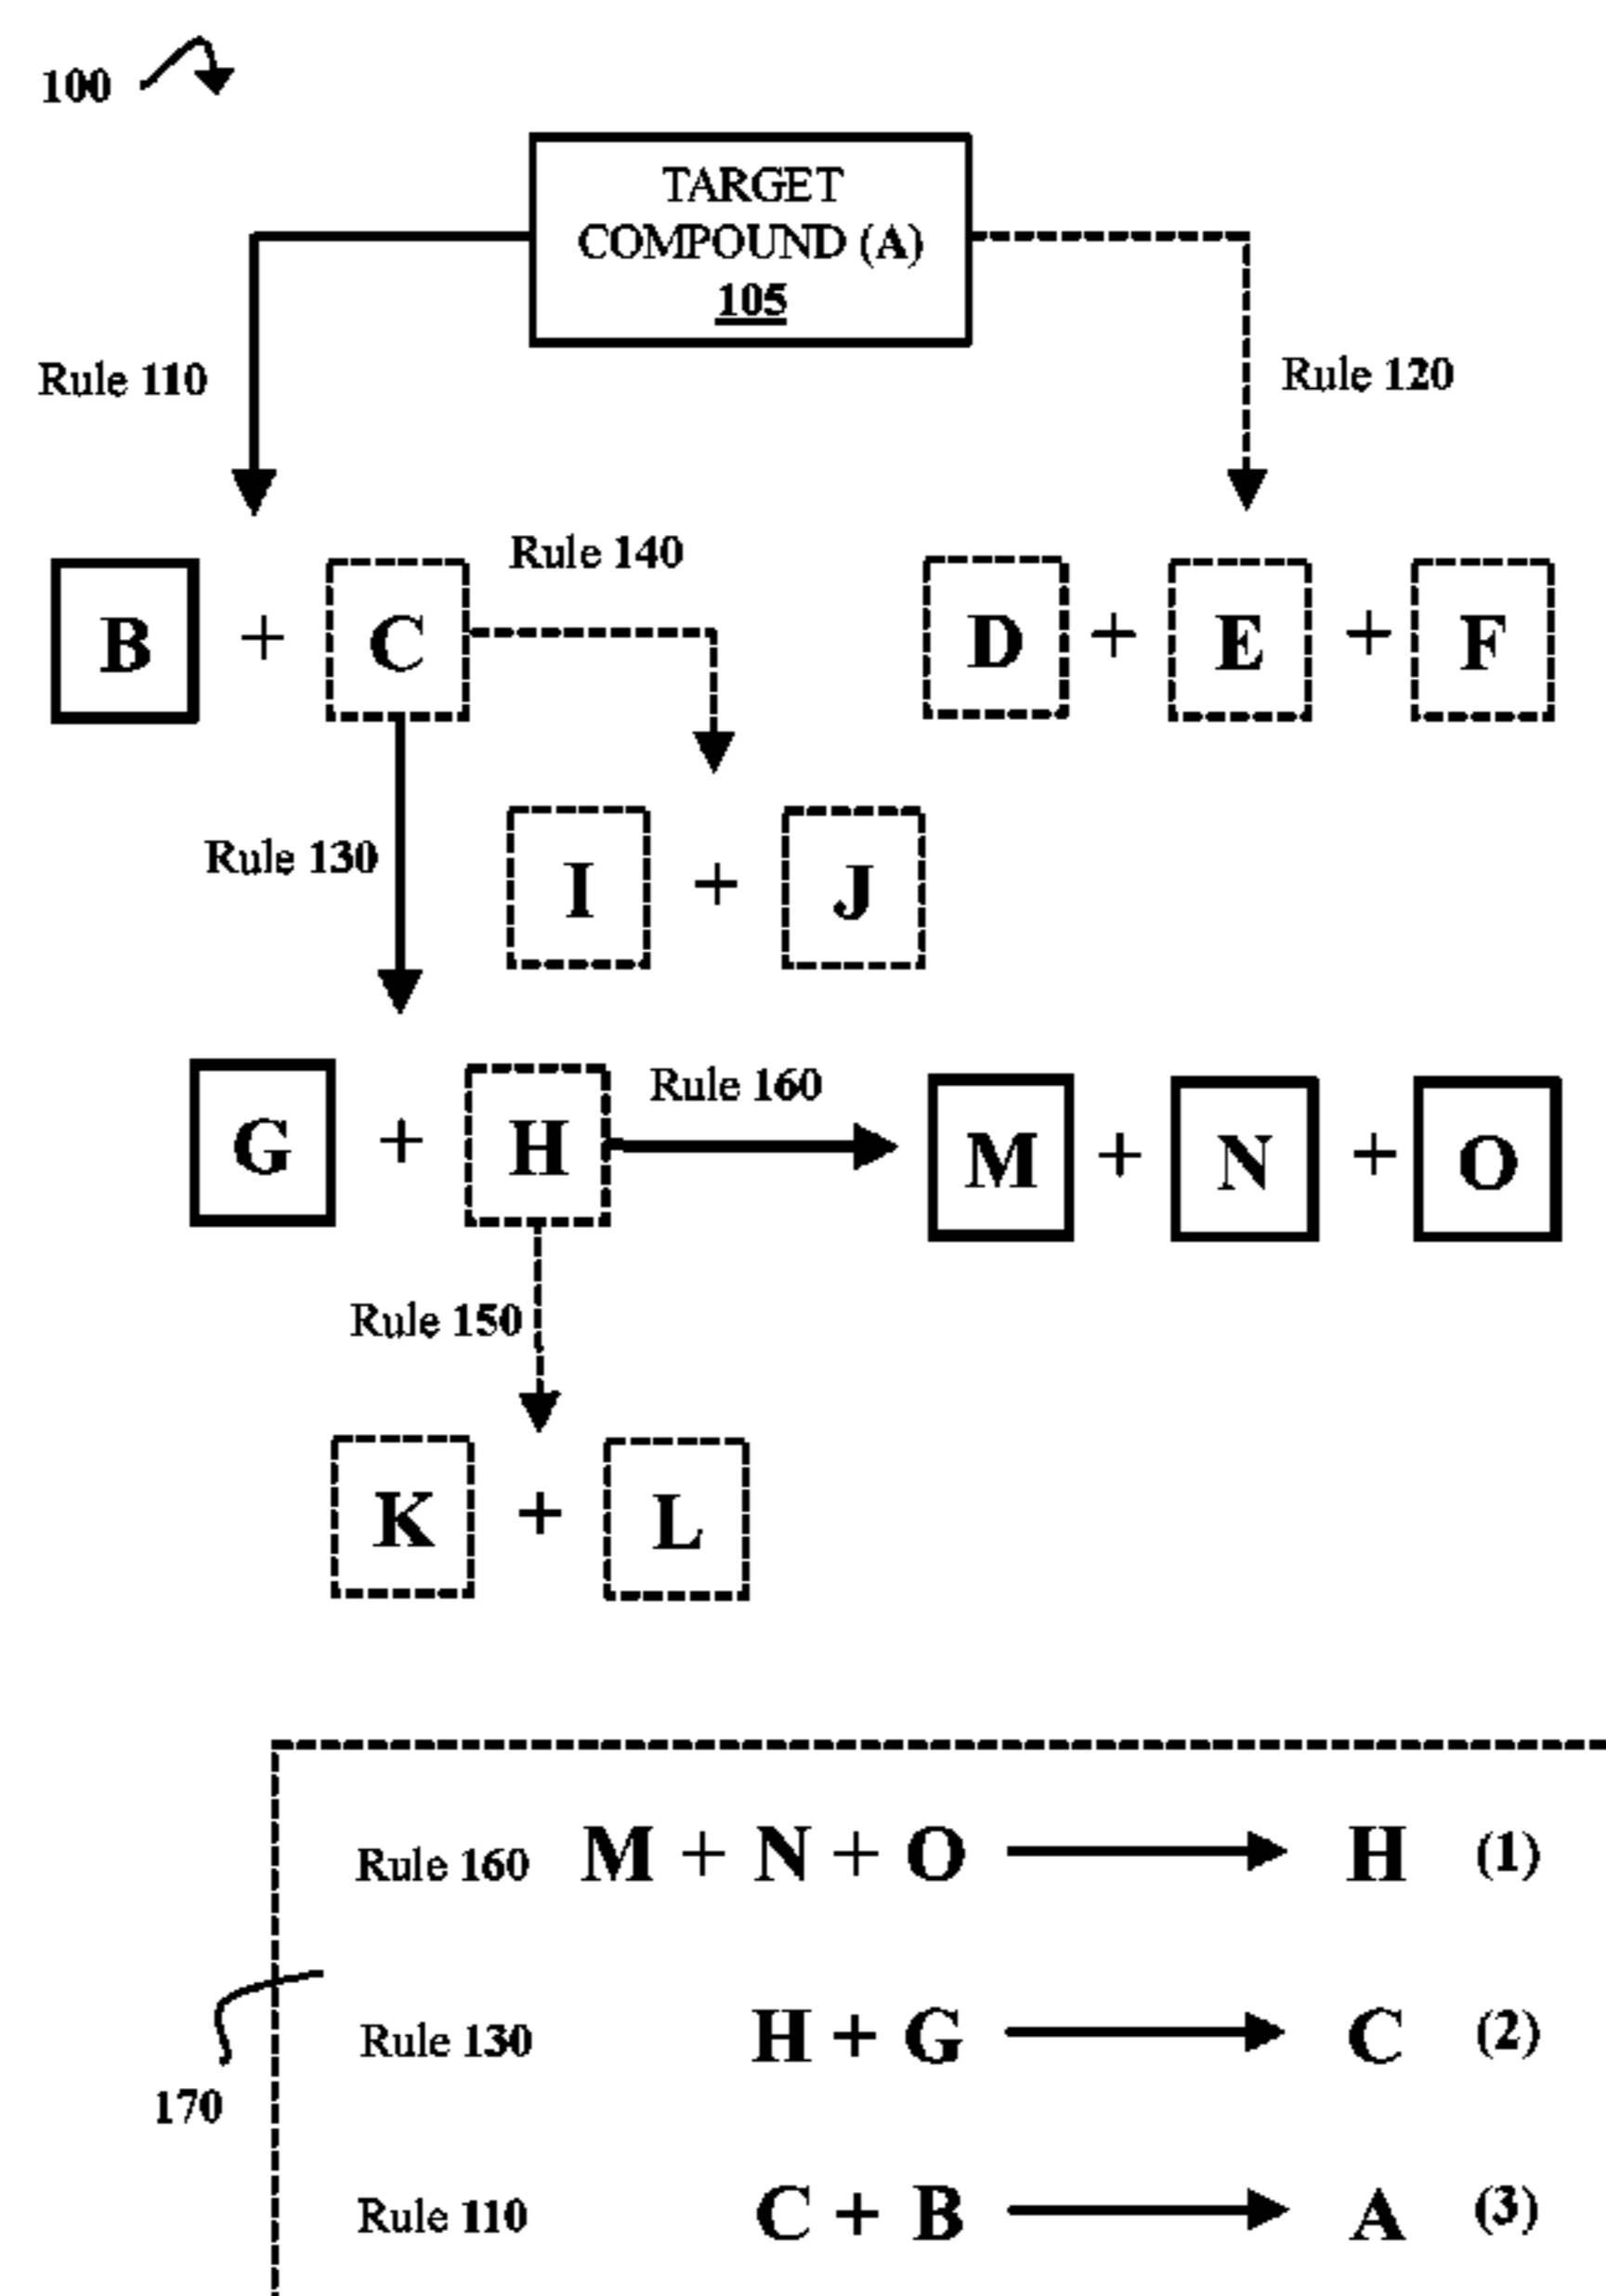 100
TARGET
COMPOUND (A)
105
Rule 110
Rule 120
Rule 140
B + C
D + E + F
Rule 130
I + J
Rule 160
G + H
M + N + O
Rule 150
K + L
Rule 160 M + N + O H (1)
Rule 130 H + G C (2)
170
Rule 110 C + B A (3)